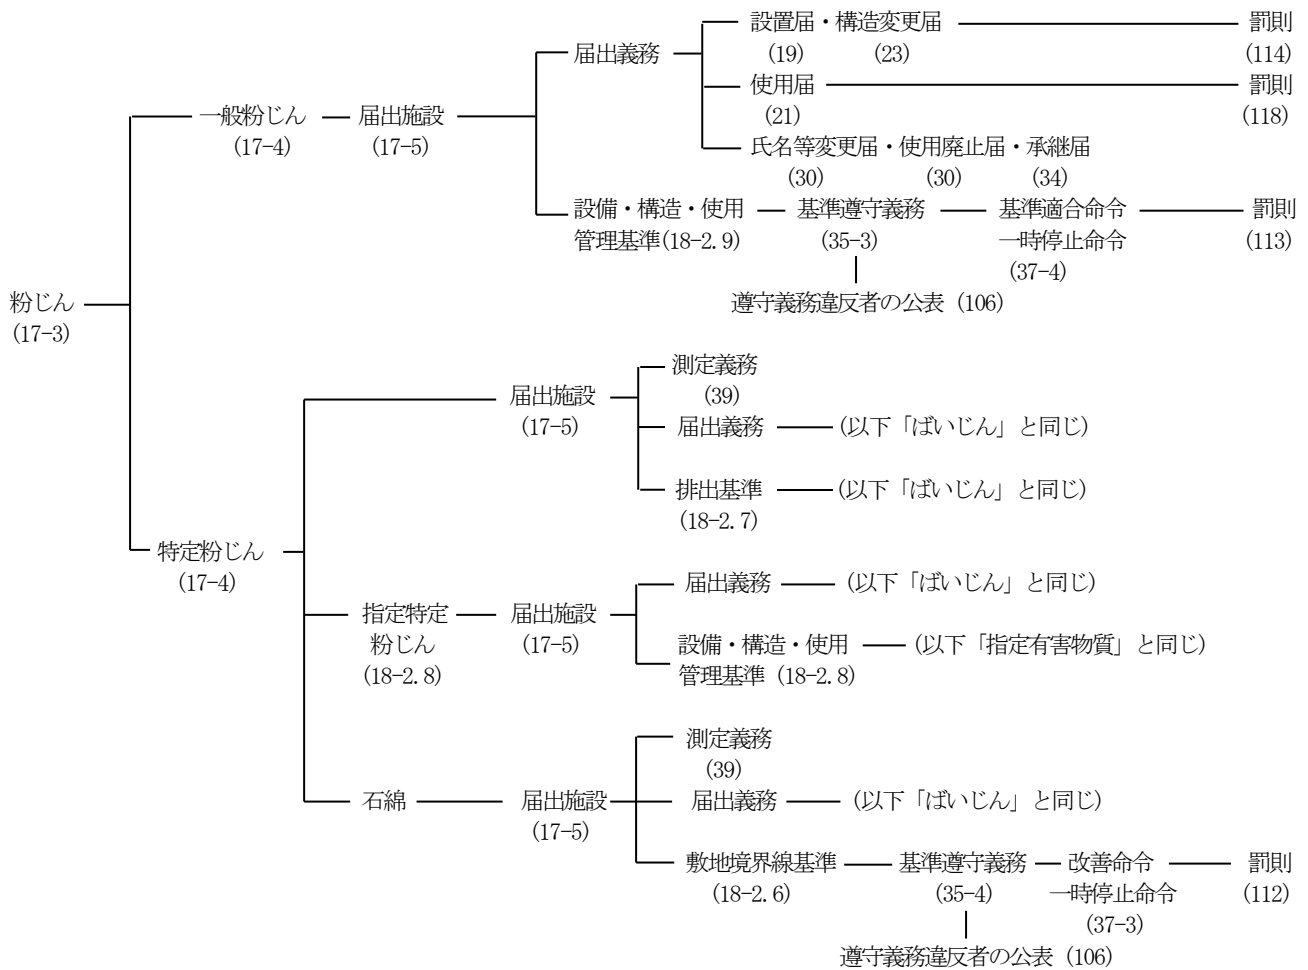 設置届・構造変更届 罰則
届出義務 (19) (23) (114)
使用届 罰則
(21) (118)
一般粉じん 届出施設
(17-4) (17-5)
氏名等変更届・使用廃止届・承継届
(30) (30) (34)
設備・構造・使用 基準遵守義務 基準適合命令 罰則
管理基準(18-2.9) (35-3) 一時停止命令 (113)
(37-4)
粉じん 遵守義務違反者の公表 (106)
(17-3)
測定義務
届出施設 (39)
(17-5) 届出義務 (以下「ばいじん」と同じ)
排出基準 (以下「ばいじん」と同じ)
(18-2.7)
特定粉じん
(17-4) 届出義務 (以下「ばいじん」と同じ)
指定特定 届出施設
粉じん (17-5) 設備・構造・使用 (以下「指定有害物質」と同じ)
(18-2.8) 管理基準 (18-2.8)
測定義務
(39)
石綿 届出施設 届出義務 (以下「ばいじん」と同じ)
(17-5)
敷地境界線基準 基準遵守義務 改善命令 罰則
(18-2.6) (35-4) 一時停止命令 (112)
(37-3)
遵守義務違反者の公表 (106)